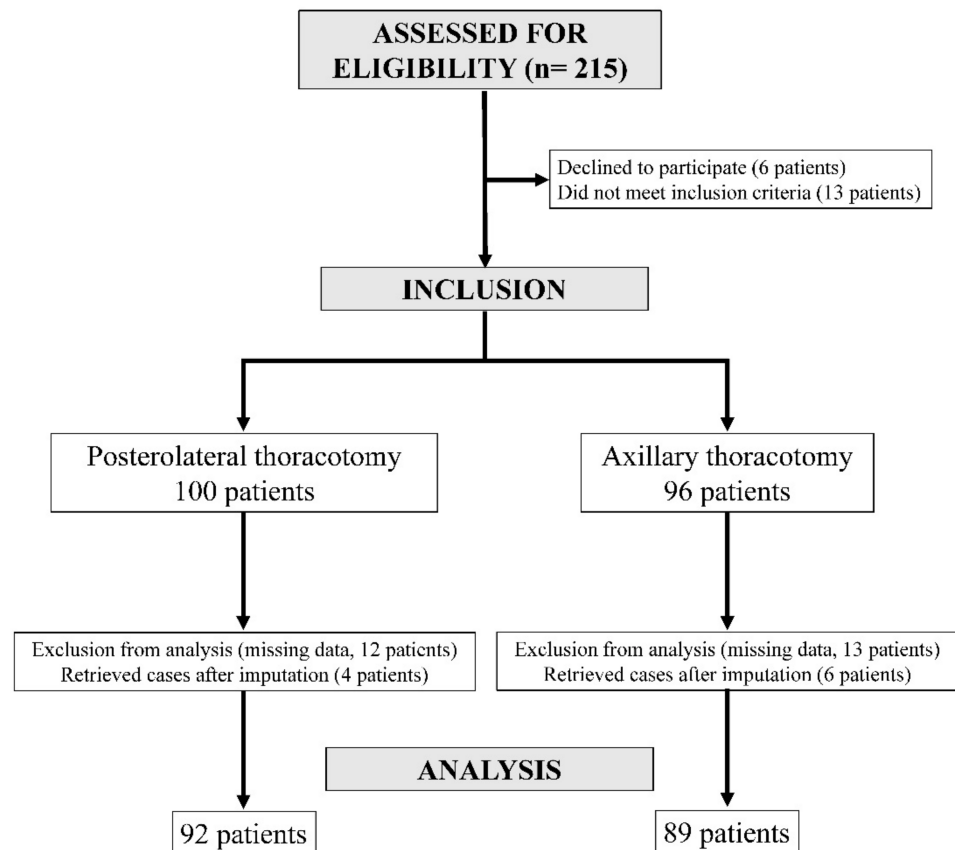 ASSESSED FOR
ELIGIBILITY (n= 215)
Declined to participate (6 patients)
Did not meet inclusion criteria (13 patients)
INCLUSION
Posterolateral thoracotomy
100 patients
Axillary thoracotomy
96 patients
Exclusion from analysis (missing data, 12 patients)
Retrieved cases after imputation (4 patients)
Exclusion from analysis (missing data, 13 patients)
Retrieved cases after imputation (6 patients)
ANALYSIS
92 patients
89 patients